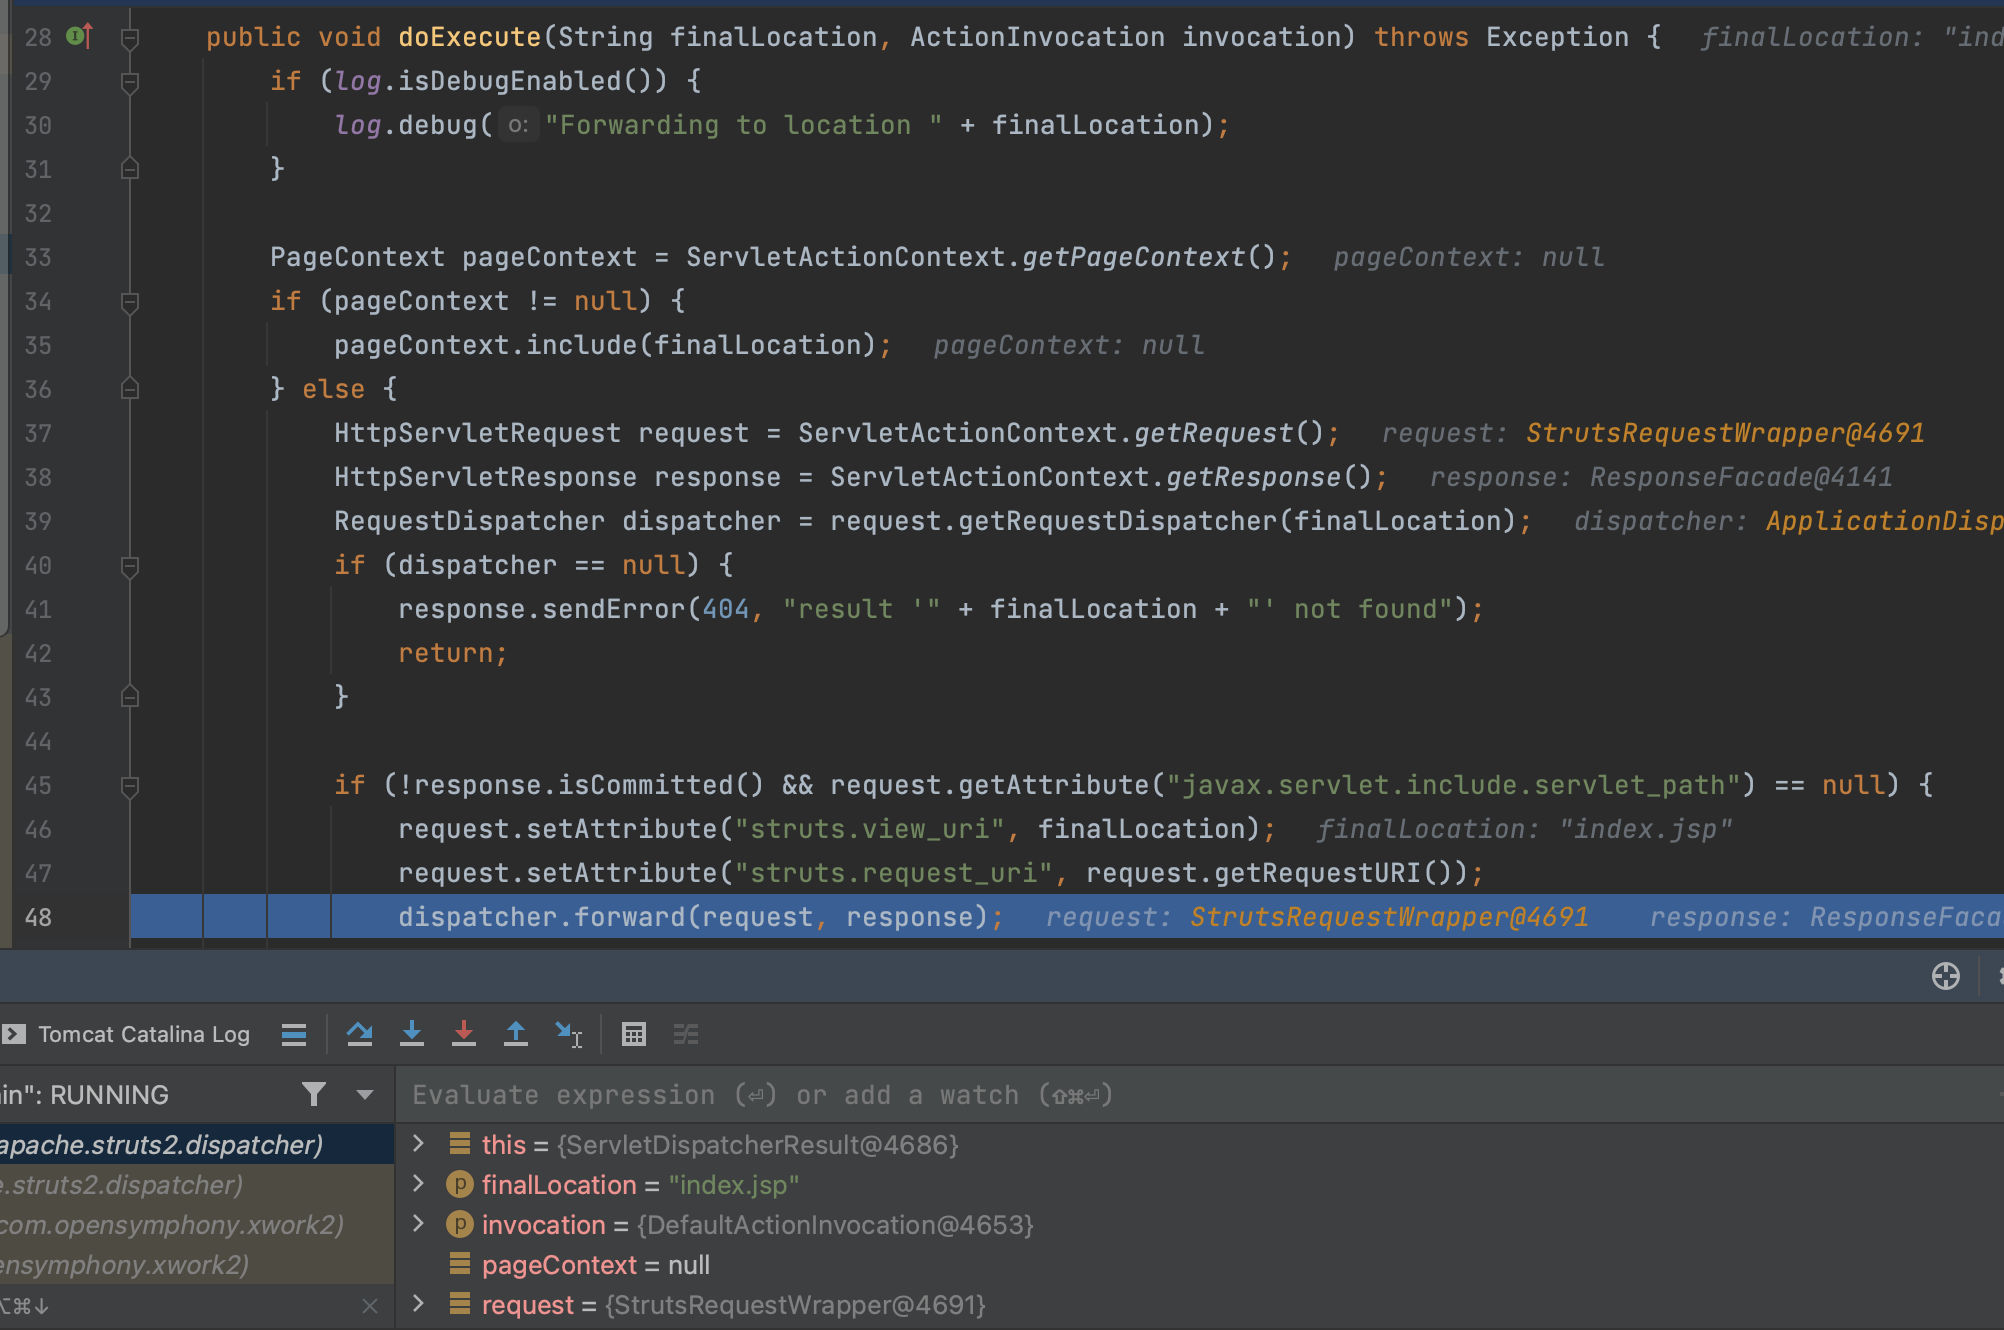 28 public void doExecute(String finalLocation, ActionInvocation invocation) throws Exception { finalLocation: "ind
29 if (log.isDebugEnabled()) {
30 log.debug( o: "Forwarding to location " + finalLocation);
31 }
32
33 PageContext pageContext = ServletActionContext.getPageContext(); pageContext: null
34 if (pageContext != null) {
35 pageContext.include(finalLocation); pageContext: null
36 } else {
37 HttpServletRequest request = ServletActionContext.getRequest(); request: StrutsRequestWrapper@4691
38 HttpServletResponse response = ServletActionContext.getResponse(); response: ResponseFacade@4141
39 RequestDispatcher dispatcher = request.getRequestDispatcher(finalLocation); dispatcher: ApplicationDisp
40 if (dispatcher == null) {
41 response.sendError(404, "result '" + finalLocation + "' not found");
42 return;
43 }
44
45 if (!response.isCommitted() && request.getAttribute("javax.servlet.include.servlet_path") == null) {
46 request.setAttribute("struts.view_uri", finalLocation); finalLocation: "index.jsp"
47 request.setAttribute("struts.request_uri", request.getRequestURI());
48 dispatcher.forward(request, response); request: StrutsRequestWrapper@4691 response: ResponseFaca
Tomcat Catalina Log
in": RUNNING
Evaluate expression (⏎) or add a watch (⇧⌘⏎)
apache.struts2.dispatcher)
e.struts2.dispatcher)
com.opensymphony.xwork2)
ensymphony.xwork2)
⌥⌘↓
this = {ServletDispatcherResult@4686}
finalLocation = "index.jsp"
invocation = {DefaultActionInvocation@4653}
pageContext = null
request = {StrutsRequestWrapper@4691}